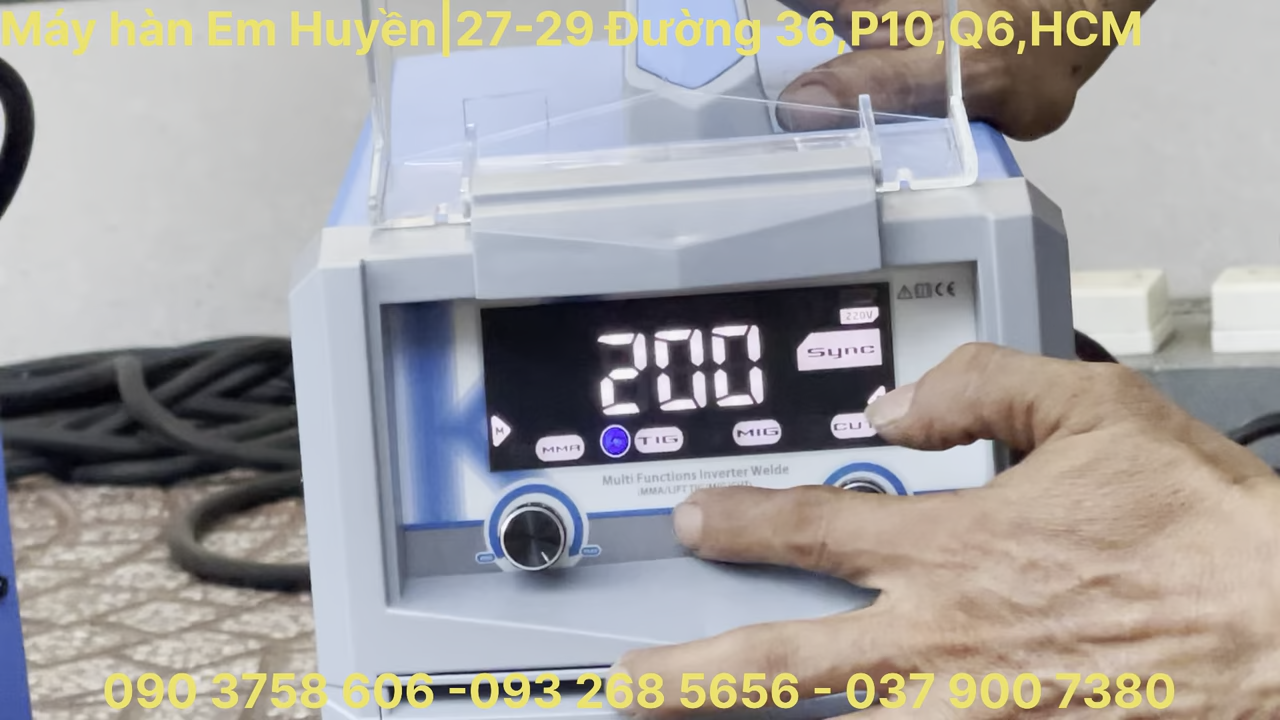 Máy hàn Em Huyền|27-29 Đường 36,P10,Q6,HCM
CE
220V
Sync
200
M
MMA
TIG
MIG
K
Multi Functions Inverter Welde
090 3758 606 -093 268 5656 - 037 900 7380